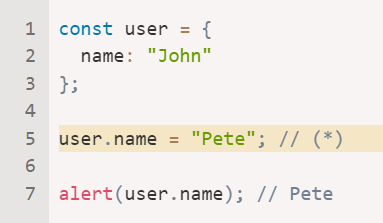 1 const user = {
2   name: "John"
3 };
4
5 user.name = "Pete"; // (*)
6
7 alert(user.name); // Pete